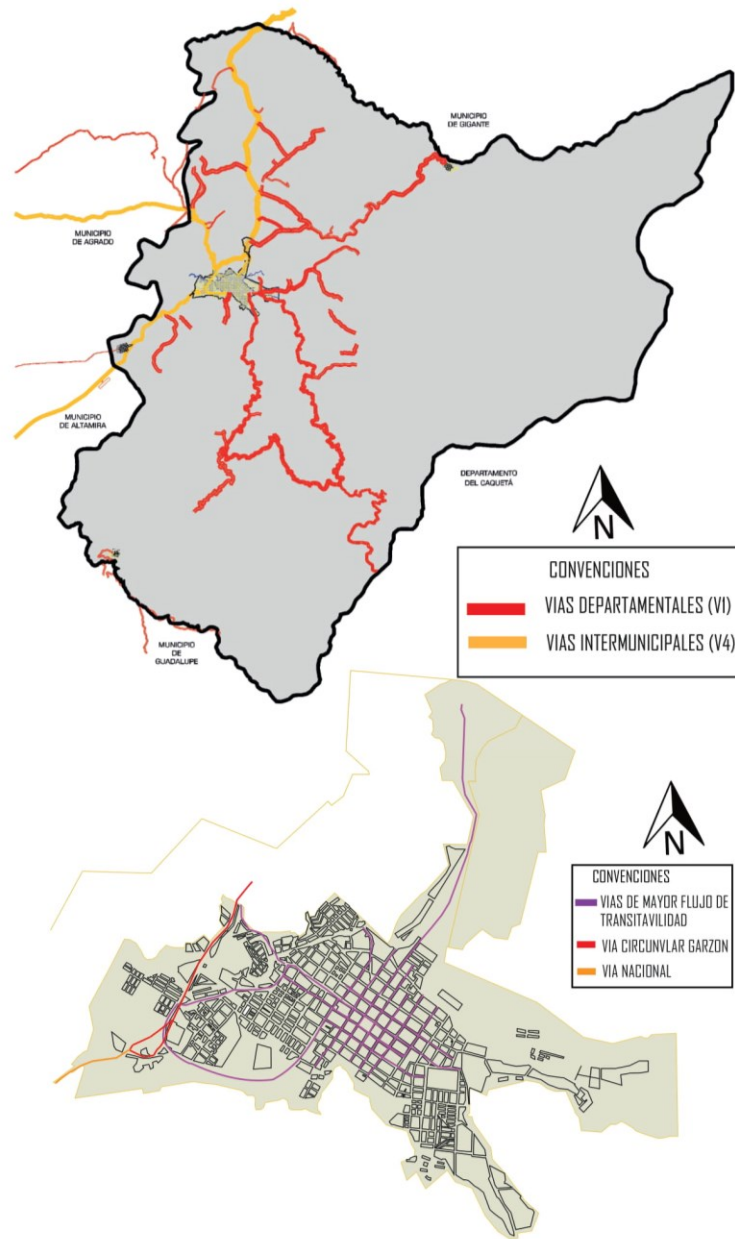 MUNICIPIO
DE GIGANTE
MUNICIPIO
DE AGRADO
MUNICIPIO
DE ALTAMIRA
DEPARTAMENTO
DEL CAQUETÁ
MUNICIPIO
DE
GUADALUPE
N
CONVENCIONES
VIAS DEPARTAMENTALES (V1)
VIAS INTERMUNICIPALES (V4)
N
CONVENCIONES
VIAS DE MAYOR FLUJO DE
TRANSITAVILIDAD
VIA CIRCUNVLAR GARZON
VIA NACIONAL